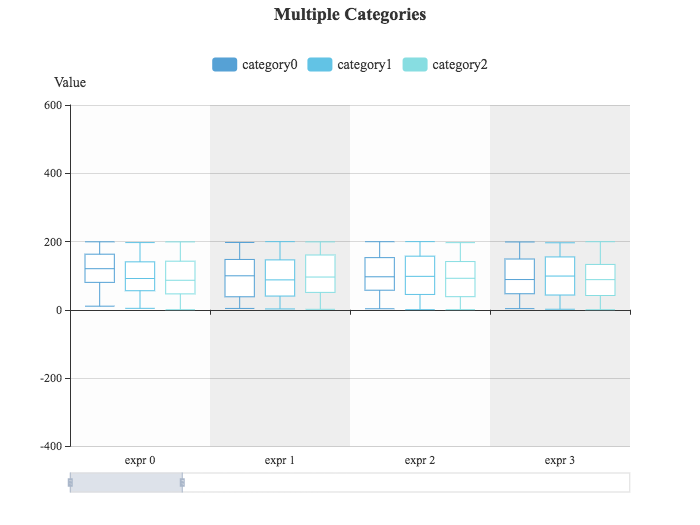 Multiple Categories
category0 category1 category2
Value
600
400
200
0
-200
-400
expr 0 expr 1 expr 2 expr 3